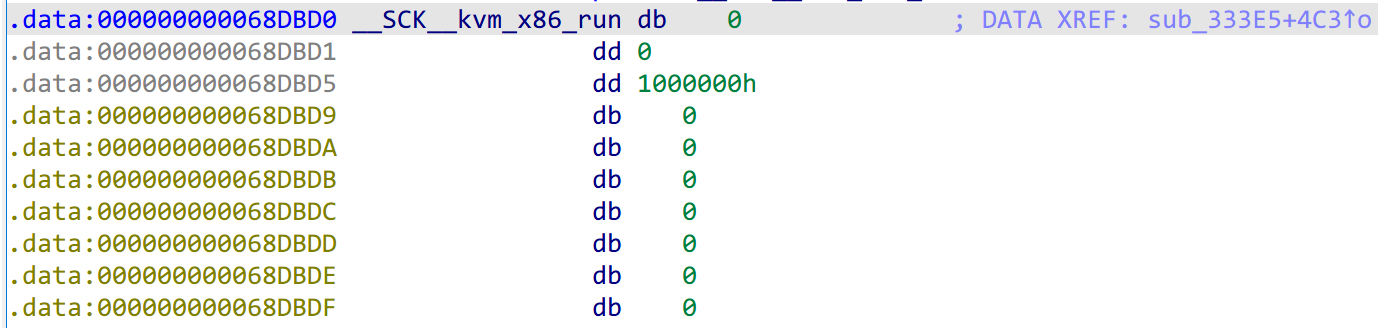 .data:000000000068DBD0 __SCK__kvm_x86_run db 0 ; DATA XREF: sub_333E5+4C3↑o
.data:000000000068DBD1 dd 0
.data:000000000068DBD5 dd 1000000h
.data:000000000068DBD9 db 0
.data:000000000068DBDA db 0
.data:000000000068DBDB db 0
.data:000000000068DBDC db 0
.data:000000000068DBDD db 0
.data:000000000068DBDE db 0
.data:000000000068DBDF db 0